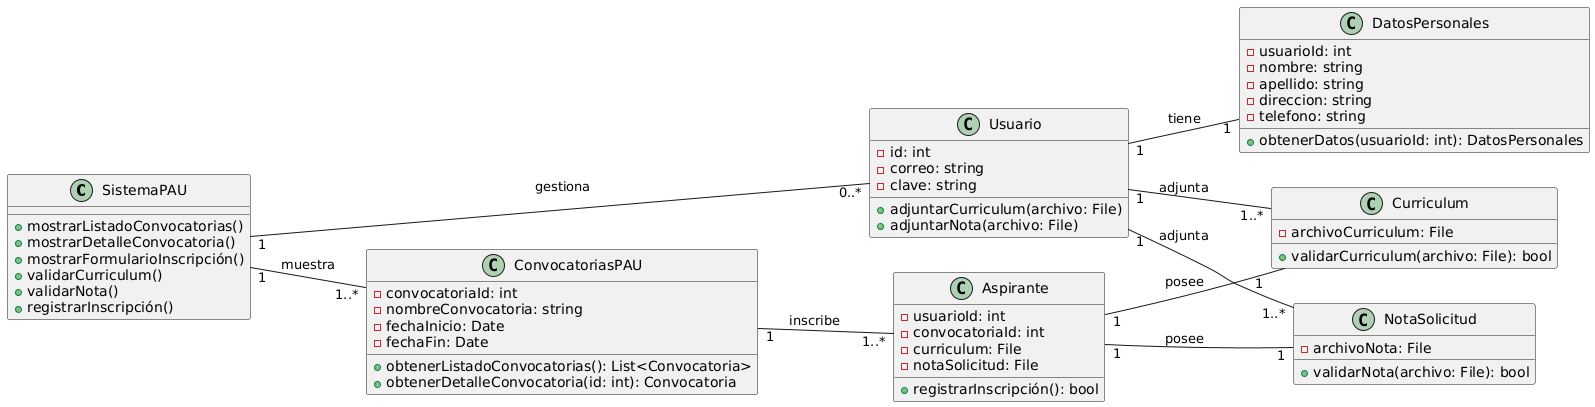 C SistemaPAU
mostrarListadoConvocatorias()
mostrarDetalleConvocatoria()
mostrarFormularioInscripción()
validarCurriculum()
validarNota()
registrarInscripción()
gestiona
1
0..*
muestra
1
1..*
C ConvocatoriasPAU
convocatoriaId: int
nombreConvocatoria: string
fechaInicio: Date
fechaFin: Date
obtenerListadoConvocatorias(): List<Convocatoria>
obtenerDetalleConvocatoria(id: int): Convocatoria
inscribe
1
1..*
C Usuario
id: int
correo: string
clave: string
adjuntarCurriculum(archivo: File)
adjuntarNota(archivo: File)
C Aspirante
usuarioId: int
convocatoriaId: int
curriculum: File
notaSolicitud: File
registrarInscripción(): bool
tiene
1
1
adjunta
1
1..*
adjunta
1
1..*
posee
1
1
posee
1
1
C DatosPersonales
usuarioId: int
nombre: string
apellido: string
direccion: string
telefono: string
obtenerDatos(usuarioId: int): DatosPersonales
C Curriculum
archivoCurriculum: File
validarCurriculum(archivo: File): bool
C NotaSolicitud
archivoNota: File
validarNota(archivo: File): bool